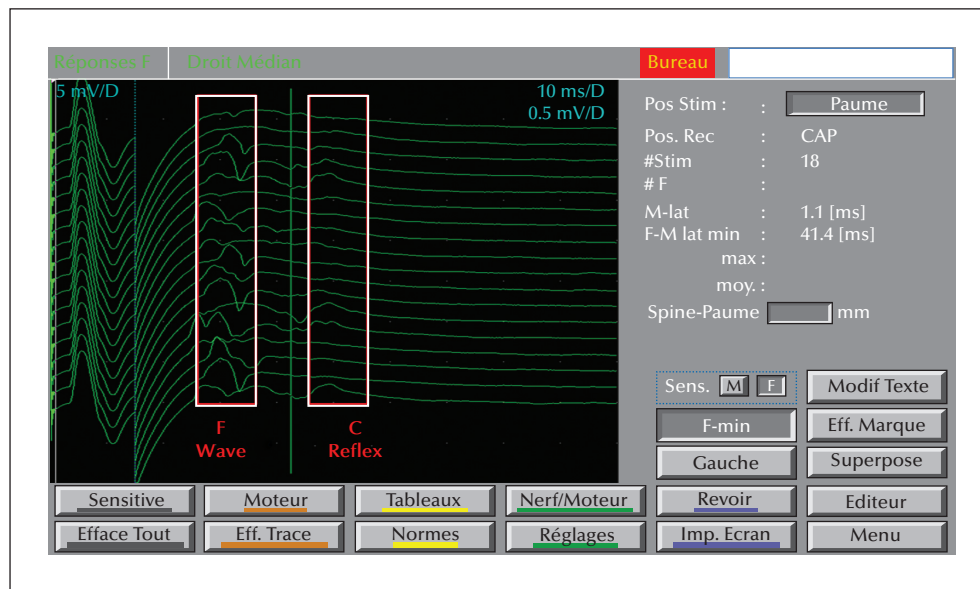 Réponses F Droit Médian Bureau
5 mV/D 10 ms/D
0.5 mV/D
F
Wave
C
Reflex
Pos Stim : : Paume
Pos. Rec : CAP
#Stim : 18
# F :
M-lat : 1.1 [ms]
F-M lat min : 41.4 [ms]
max :
moy. :
Spine-Paume mm
Sens. M F Modif Texte
F-min Eff. Marque
Gauche Superpose
Sensitive Moteur Tableaux Nerf/Moteur Revoir Editeur
Efface Tout Eff. Trace Normes Réglages Imp. Ecran Menu